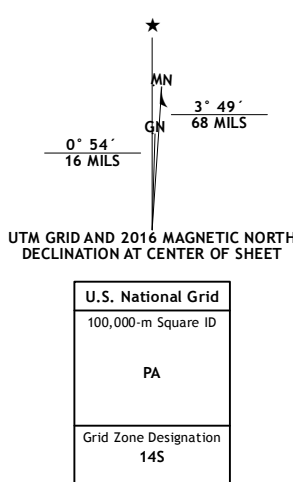 ★
MN
3° 49´
68 MILS
GN
0° 54´
16 MILS
UTM GRID AND 2016 MAGNETIC NORTH
DECLINATION AT CENTER OF SHEET
U.S. National Grid
100,000-m Square ID
PA
Grid Zone Designation
14S